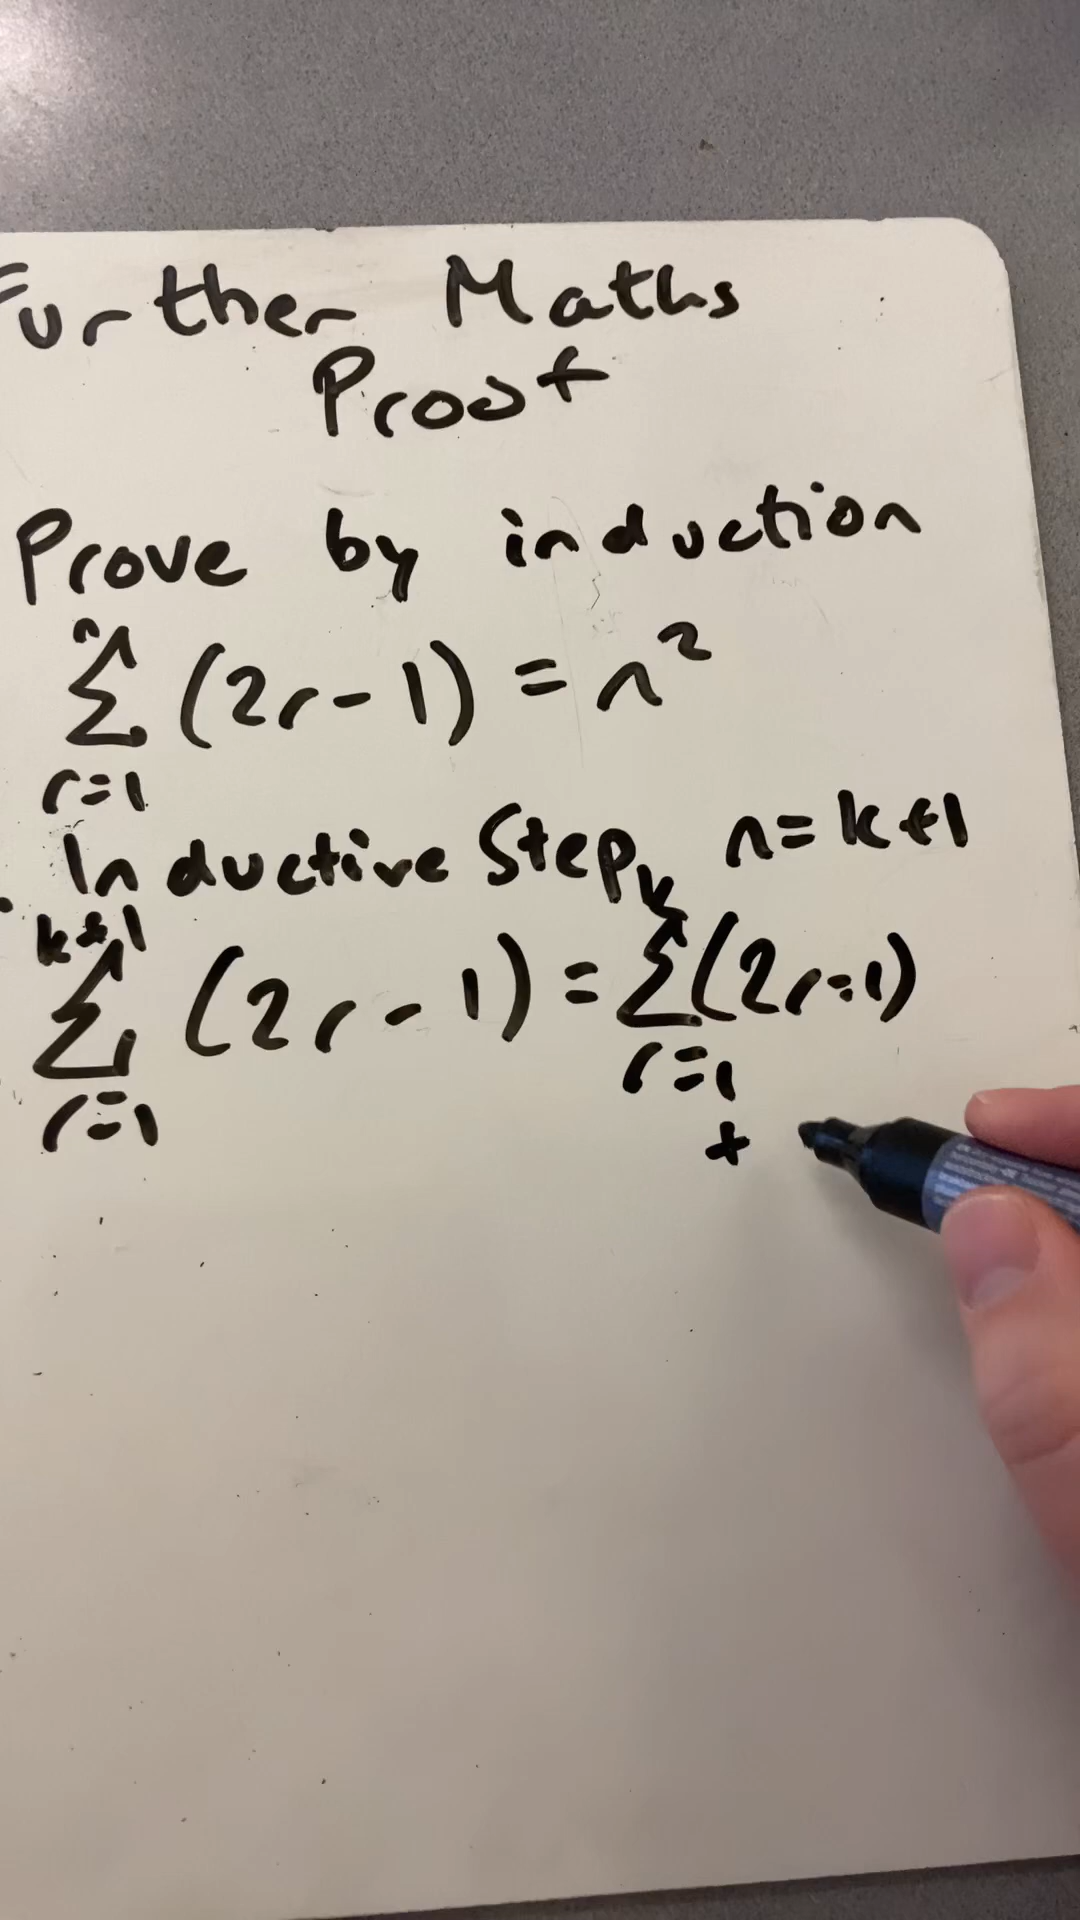 Further Maths
Proof
Prove by induction
n
Σ (2r-1) = n²
r=1
Inductive Step, n=k+1
k+1 k
Σ (2r-1) = Σ(2r-1)
r=1 r=1
+